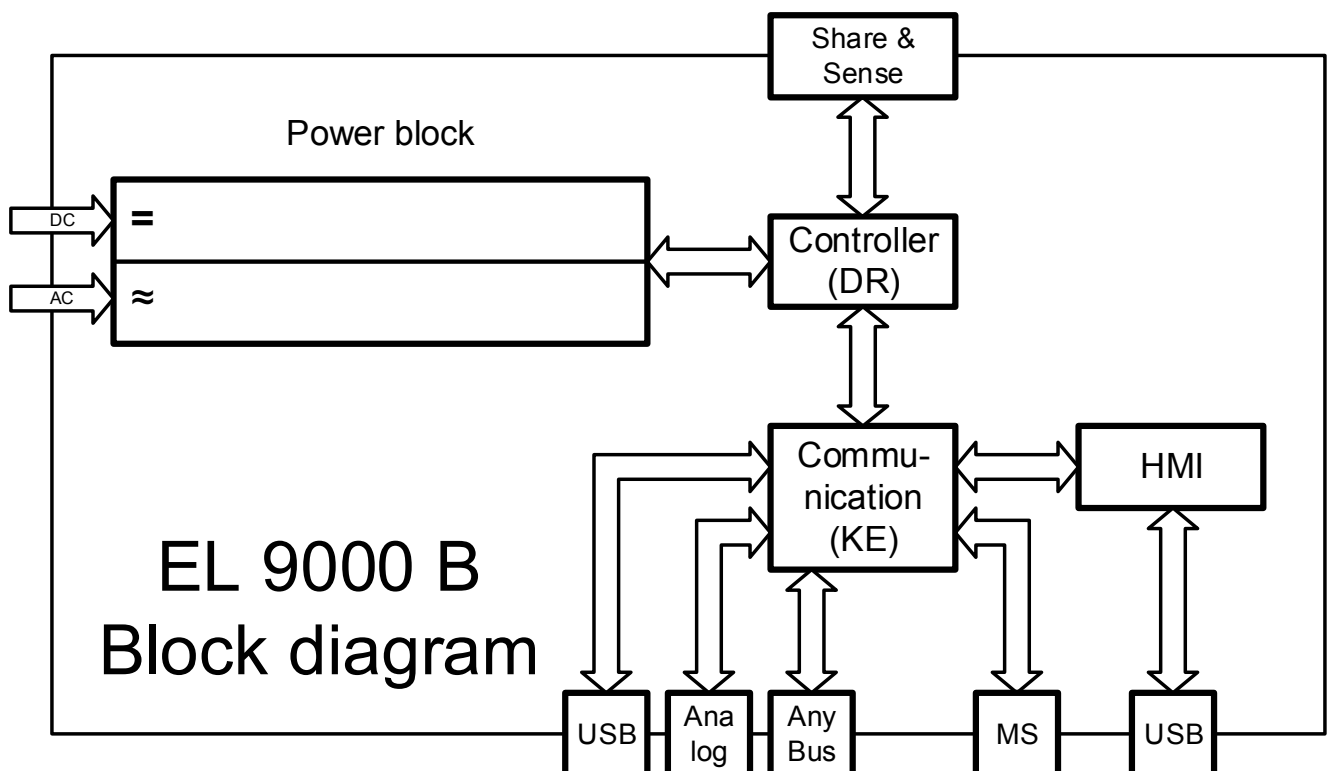 Share &
Sense
Power block
DC
=
Controller
(DR)
AC
≈
Commu-
nication
(KE)
HMI
EL 9000 B
Block diagram
USB
Ana
log
Any
Bus
MS
USB